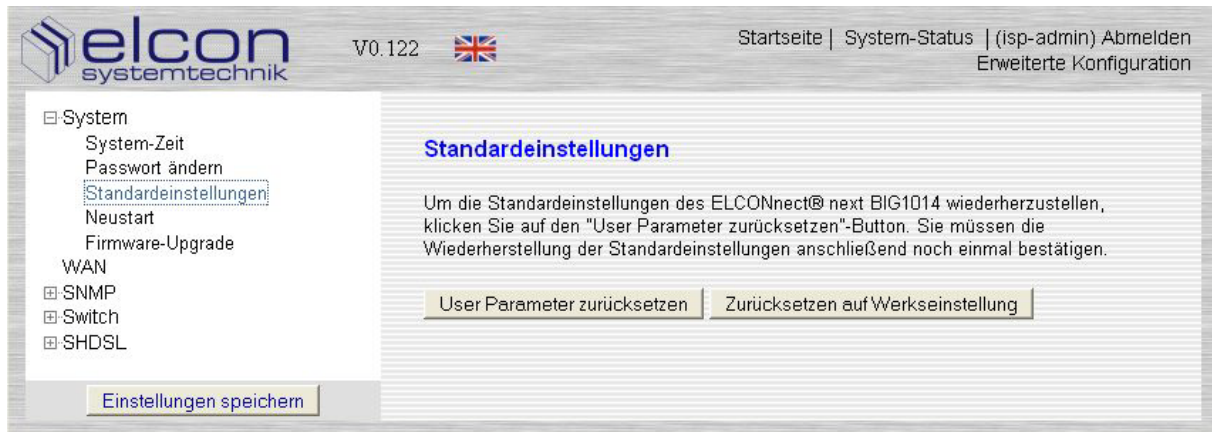 elcon
systemtechnik
V0.122
Startseite | System-Status | (isp-admin) Abmelden
Erweiterte Konfiguration
System
System-Zeit
Passwort ändern
Standardeinstellungen
Neustart
Firmware-Upgrade
WAN
SNMP
Switch
SHDSL
Einstellungen speichern
Standardeinstellungen
Um die Standardeinstellungen des ELCONnect® next BIG1014 wiederherzustellen,
klicken Sie auf den "User Parameter zurücksetzen"-Button. Sie müssen die
Wiederherstellung der Standardeinstellungen anschließend noch einmal bestätigen.
User Parameter zurücksetzen
Zurücksetzen auf Werkseinstellung